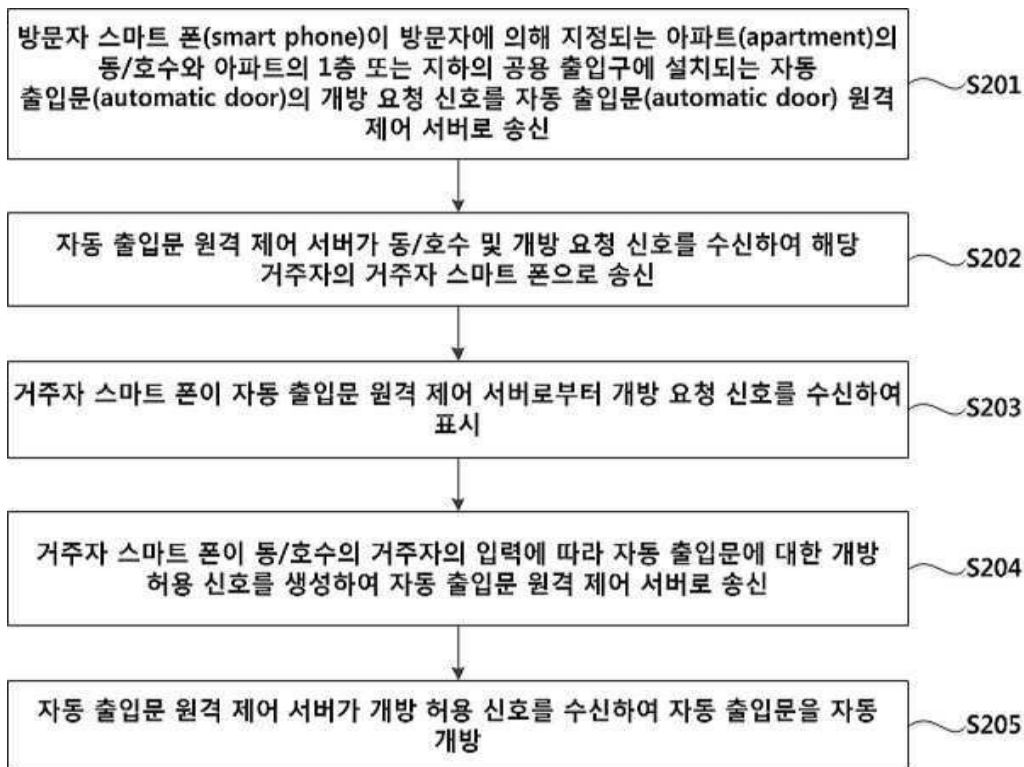 방문자 스마트 폰(smart phone)이 방문자에 의해 지정되는 아파트(apartment)의
동/호수와 아파트의 1층 또는 지하의 공용 출입구에 설치되는 자동
출입문(automatic door)의 개방 요청 신호를 자동 출입문(automatic door) 원격
제어 서버로 송신
S201
자동 출입문 원격 제어 서버가 동/호수 및 개방 요청 신호를 수신하여 해당
거주자의 거주자 스마트 폰으로 송신
S202
거주자 스마트 폰이 자동 출입문 원격 제어 서버로부터 개방 요청 신호를 수신하여
표시
S203
거주자 스마트 폰이 동/호수의 거주자의 입력에 따라 자동 출입문에 대한 개방
허용 신호를 생성하여 자동 출입문 원격 제어 서버로 송신
S204
자동 출입문 원격 제어 서버가 개방 허용 신호를 수신하여 자동 출입문을 자동
개방
S205